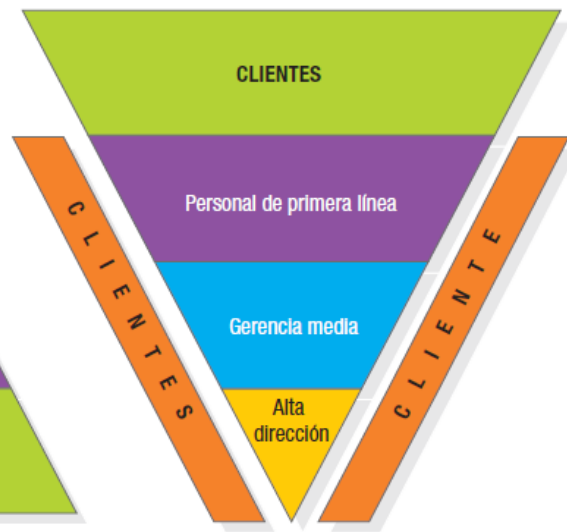 CLIENTES
Personal de primera línea
Gerencia media
Alta
dirección
CLIENTES
CLIENTE